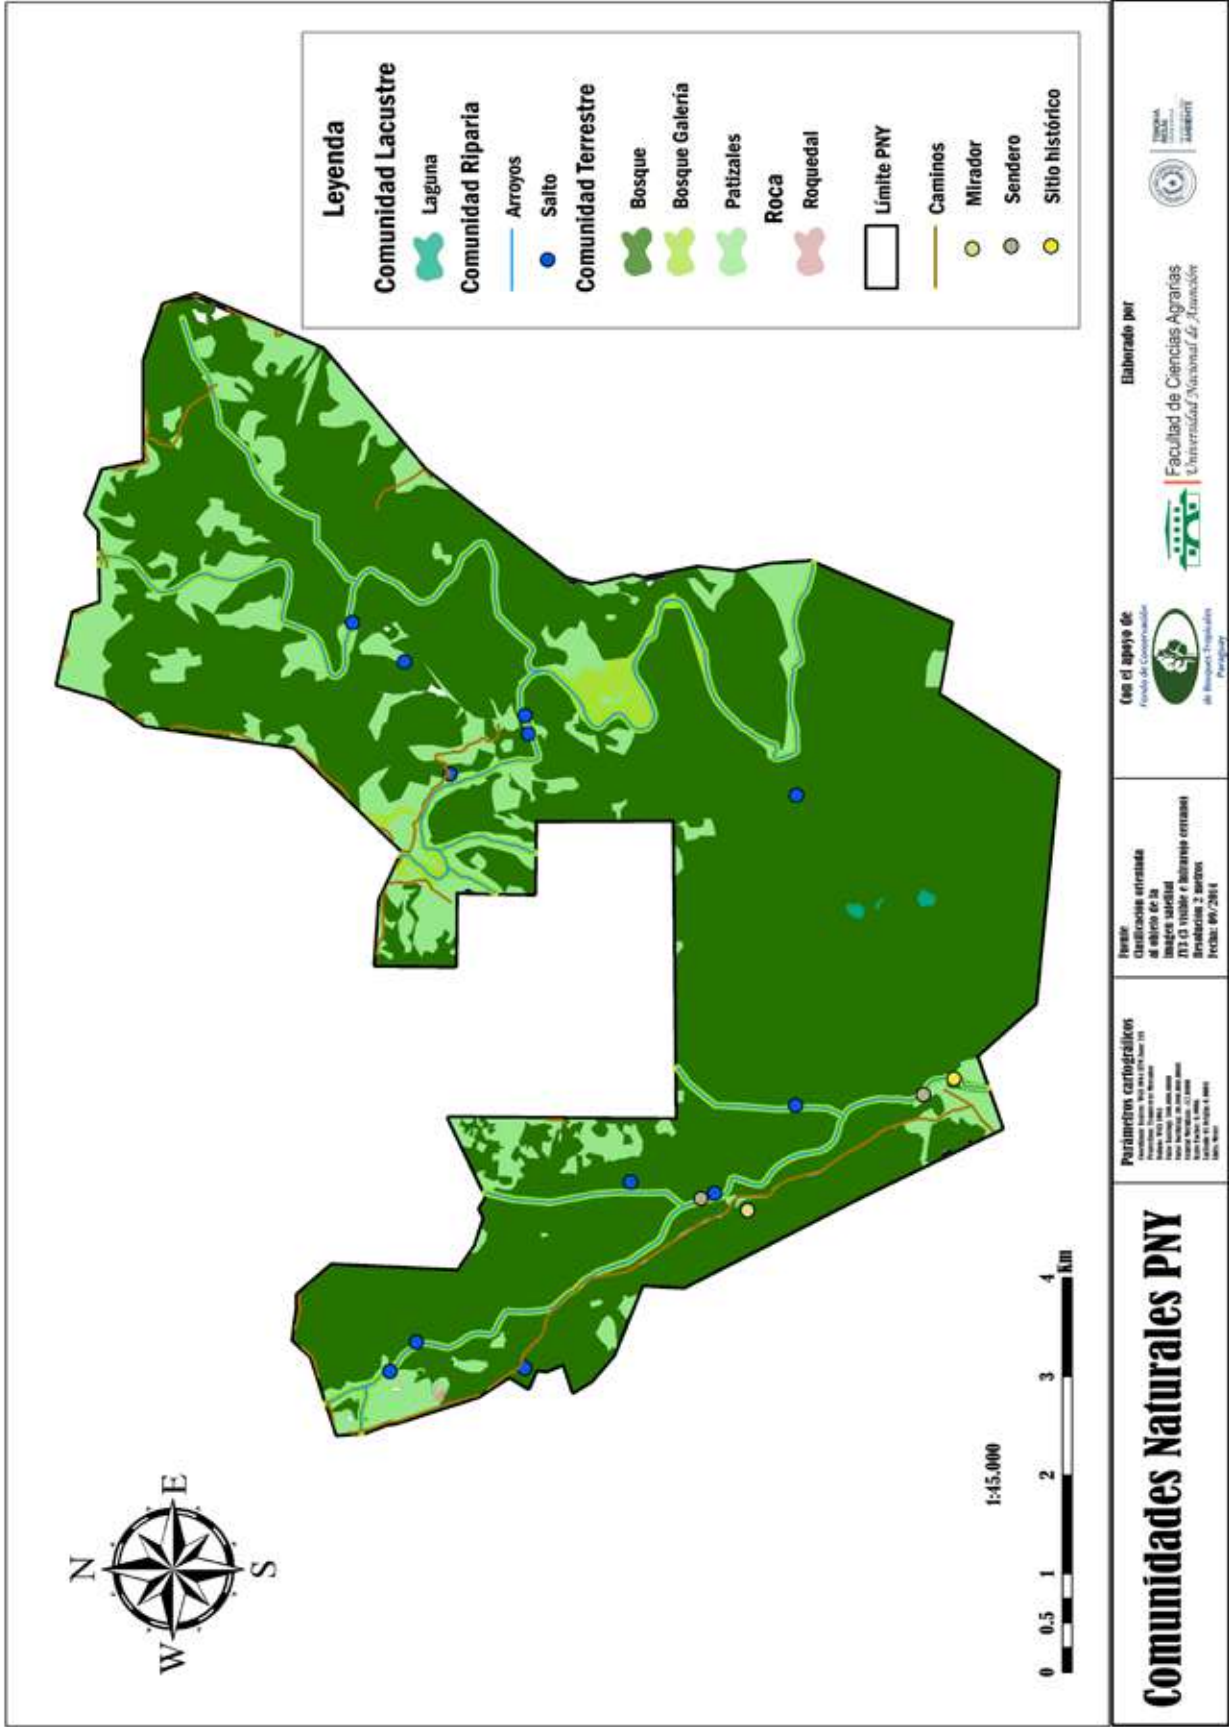 N
W
E
S
Leyenda
Comunidad Lacustre
Laguna
Comunidad Riparia
Arroyos
Salto
Comunidad Terrestre
Bosque
Bosque Galería
Patizales
Roca
Roquedal
Límite PNY
Caminos
Mirador
Sendero
Sitio histórico
1:45.000
0 0.5 1 2 3 4
Km
Comunidades Naturales PNY
Parámetros cartográficos
Fuente
Clasificación orientada
al objeto de la
imagen satelital
Resolución 2 metros
Fecha: 09/2014
Con el apoyo de
Fondo de Conservación
de Bosques Tropicales
Paraguay
Elaborado por
Facultad de Ciencias Agrarias
Universidad Nacional de Asunción
AMBIENTE